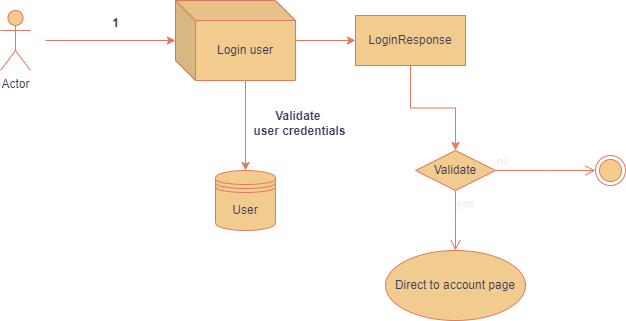 1
Login user
LoginResponse
Actor
Validate
user credentials
no
Validate
yes
User
Direct to account page